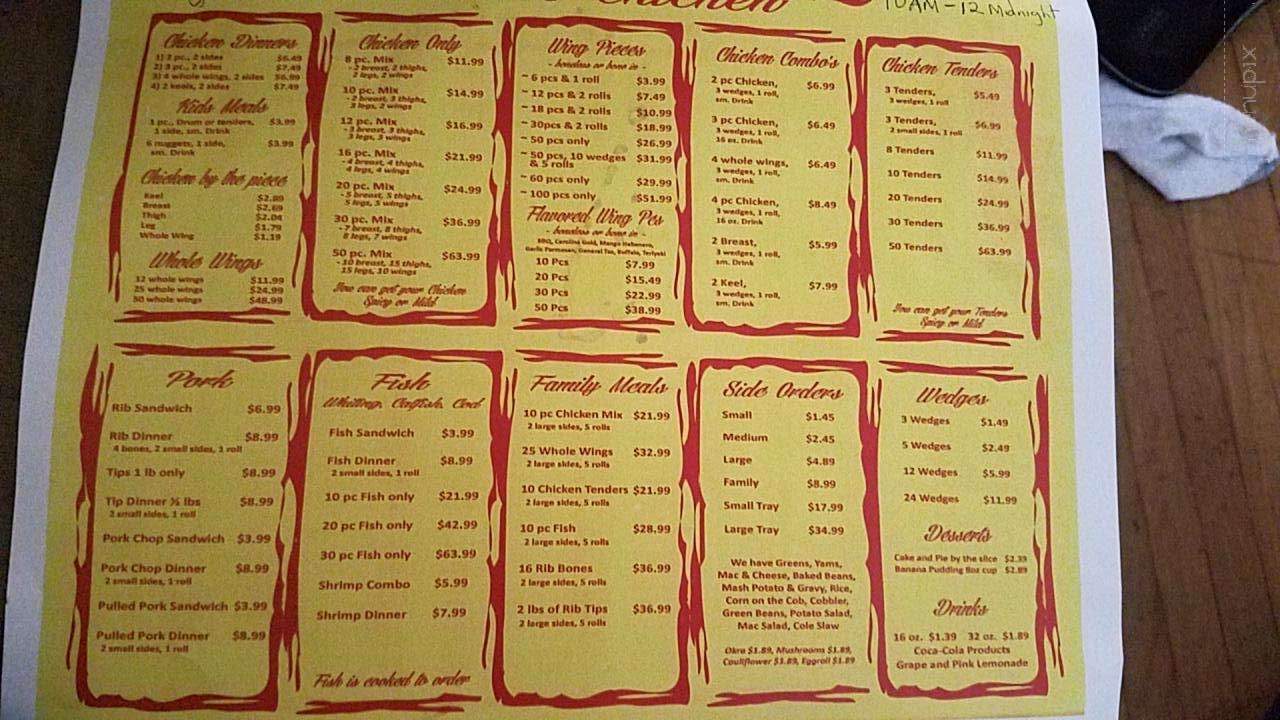 Chicken
10AM - 12 Midnight
Chicken Dinners
1) 2 pc., 2 sides $6.49
2) 3 pc., 2 sides $7.49
3) 4 whole wings, 2 sides $6.99
4) 2 keels, 2 sides $7.49
Kids Meals
1 pc., Drum or tenders, $3.99
1 side, sm. Drink
6 nuggets, 1 side, $3.99
sm. Drink
Chicken by the piece
Keel $2.89
Breast $2.69
Thigh $2.04
Leg $1.79
Whole Wing $1.19
Whole Wings
12 whole wings $11.99
25 whole wings $24.99
50 whole wings $48.99
Chicken Only
8 pc. Mix $11.99
- 2 breast, 2 thighs,
2 legs, 2 wings
10 pc. Mix $14.99
- 2 breast, 3 thighs,
3 legs, 2 wings
12 pc. Mix $16.99
- 3 breast, 3 thighs,
3 legs, 3 wings
16 pc. Mix $21.99
- 4 breast, 4 thighs,
4 legs, 4 wings
20 pc. Mix $24.99
- 5 breast, 5 thighs,
5 legs, 5 wings
30 pc. Mix $36.99
- 7 breast, 8 thighs,
8 legs, 7 wings
50 pc. Mix $63.99
- 10 breast, 15 thighs,
15 legs, 10 wings
You can get your Chicken
Spicy or Mild
Wing Pieces
- boneless or bone in -
~ 6 pcs & 1 roll $3.99
~ 12 pcs & 2 rolls $7.49
~ 18 pcs & 2 rolls $10.99
~ 30pcs & 2 rolls $18.99
~ 50 pcs only $26.99
~ 50 pcs, 10 wedges $31.99
& 5 rolls
~ 60 pcs only $29.99
~ 100 pcs only $51.99
Flavored Wing Pcs
- boneless or bone in -
BBQ, Carolina Gold, Mango Habenero,
Garlic Parmesan, General Tso, Buffalo, Teriyaki
10 Pcs $7.99
20 Pcs $15.49
30 Pcs $22.99
50 Pcs $38.99
Chicken Combo's
2 pc Chicken, $6.99
3 wedges, 1 roll,
sm. Drink
3 pc Chicken, $6.49
3 wedges, 1 roll,
16 oz. Drink
4 whole wings, $6.49
3 wedges, 1 roll,
sm. Drink
4 pc Chicken, $8.49
3 wedges, 1 roll,
16 oz. Drink
2 Breast, $5.99
3 wedges, 1 roll,
sm. Drink
2 Keel, $7.99
3 wedges, 1 roll,
sm. Drink
Chicken Tenders
3 Tenders, $5.49
3 wedges, 1 roll
3 Tenders, $6.99
2 small sides, 1 roll
8 Tenders $11.99
10 Tenders $14.99
20 Tenders $24.99
30 Tenders $36.99
50 Tenders $63.99
You can get your Tenders
Spicy or Mild
Pork
Rib Sandwich $6.99
Rib Dinner $8.99
4 bones, 2 small sides, 1 roll
Tips 1 lb only $8.99
Tip Dinner ½ lbs $8.99
2 small sides, 1 roll
Pork Chop Sandwich $3.99
Pork Chop Dinner $8.99
2 small sides, 1 roll
Pulled Pork Sandwich $3.99
Pulled Pork Dinner $8.99
2 small sides, 1 roll
Fish
Whiting, Catfish, Cod
Fish Sandwich $3.99
Fish Dinner $8.99
2 small sides, 1 roll
10 pc Fish only $21.99
20 pc Fish only $42.99
30 pc Fish only $63.99
Shrimp Combo $5.99
Shrimp Dinner $7.99
Fish is cooked to order
Family Meals
10 pc Chicken Mix $21.99
2 large sides, 5 rolls
25 Whole Wings $32.99
2 large sides, 5 rolls
10 Chicken Tenders $21.99
2 large sides, 5 rolls
10 pc Fish $28.99
2 large sides, 5 rolls
16 Rib Bones $36.99
2 large sides, 5 rolls
2 lbs of Rib Tips $36.99
2 large sides, 5 rolls
Side Orders
Small $1.45
Medium $2.45
Large $4.89
Family $8.99
Small Tray $17.99
Large Tray $34.99
We have Greens, Yams,
Mac & Cheese, Baked Beans,
Mash Potato & Gravy, Rice,
Corn on the Cob, Cobbler,
Green Beans, Potato Salad,
Mac Salad, Cole Slaw
Okra $1.89, Mushrooms $1.89,
Cauliflower $1.89, Eggroll $1.89
Wedges
3 Wedges $1.49
5 Wedges $2.49
12 Wedges $5.99
24 Wedges $11.99
Desserts
Cake and Pie by the slice $2.39
Banana Pudding 8oz cup $2.89
Drinks
16 oz. $1.39 32 oz. $1.89
Coca-Cola Products
Grape and Pink Lemonade